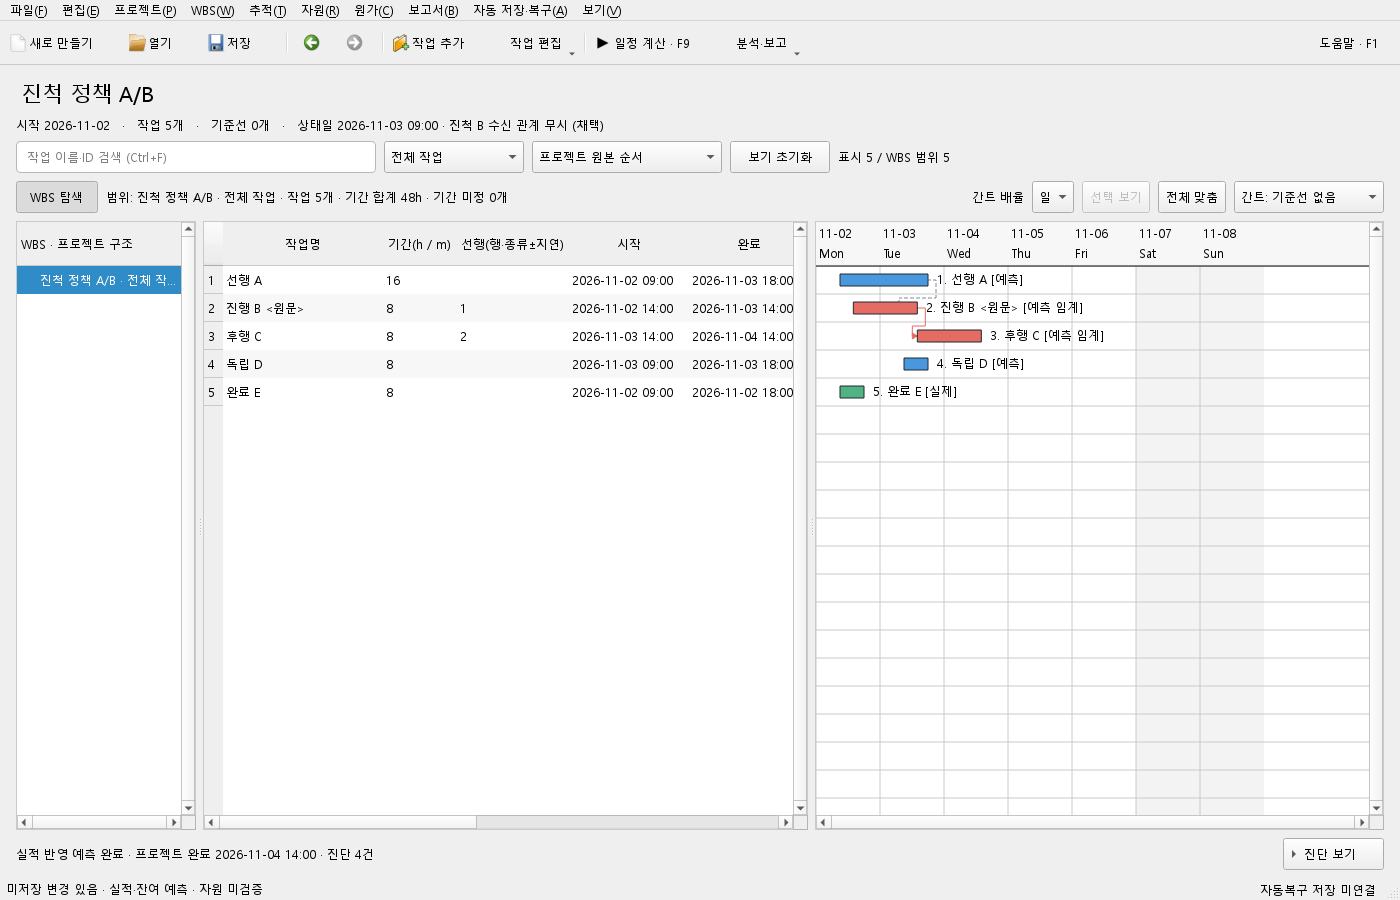 파일(F) 편집(E) 프로젝트(P) WBS(W) 추적(T) 자원(R) 원가(C) 보고서(B) 자동 저장·복구(A) 보기(V)
새로 만들기 열기 저장 작업 추가 작업 편집 일정 계산 · F9 분석·보고 도움말 · F1
진척 정책 A/B
시작 2026-11-02 · 작업 5개 · 기준선 0개 · 상태일 2026-11-03 09:00 · 진척 B 수신 관계 무시 (채택)
작업 이름·ID 검색 (Ctrl+F) 전체 작업 프로젝트 원본 순서 보기 초기화 표시 5 / WBS 범위 5
WBS 탐색 범위: 진척 정책 A/B · 전체 작업 · 작업 5개 · 기간 합계 48h · 기간 미정 0개 간트 배율 일 선택 보기 전체 맞춤 간트: 기준선 없음
WBS · 프로젝트 구조
진척 정책 A/B · 전체 작...
작업명 기간(h / m) 선행(행·종류±지연) 시작 완료
1 선행 A 16 2026-11-02 09:00 2026-11-03 18:00
2 진행 B <원문> 8 1 2026-11-02 14:00 2026-11-03 14:00
3 후행 C 8 2 2026-11-03 14:00 2026-11-04 14:00
4 독립 D 8 2026-11-03 09:00 2026-11-03 18:00
5 완료 E 8 2026-11-02 09:00 2026-11-02 18:00
11-02 11-03 11-04 11-05 11-06 11-07 11-08
Mon Tue Wed Thu Fri Sat Sun
1. 선행 A [예측]
2. 진행 B <원문> [예측 임계]
3. 후행 C [예측 임계]
4. 독립 D [예측]
5. 완료 E [실제]
실적 반영 예측 완료 · 프로젝트 완료 2026-11-04 14:00 · 진단 4건 진단 보기
미저장 변경 있음 · 실적·잔여 예측 · 자원 미검증 자동복구 저장 미연결